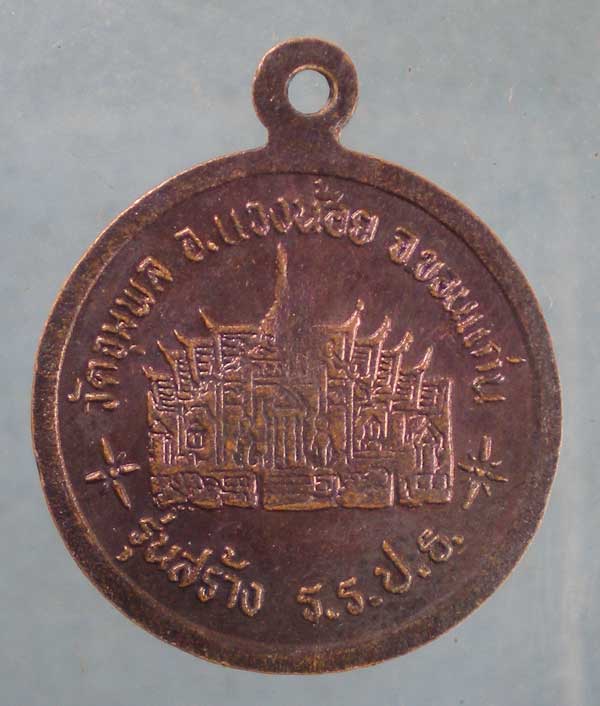 วัดจุมพล อ.แวงน้อย จ.ขอนแก่น
รุ่นสร้าง ร.ร.ป.ธ.